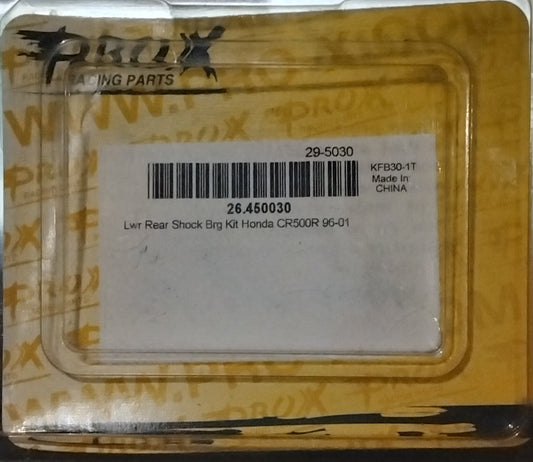 PROX
RACING PARTS
29-5030
KFB30-1T
Made In:
CHINA
26.450030
Lwr Rear Shock Brg Kit Honda CR500R 96-01